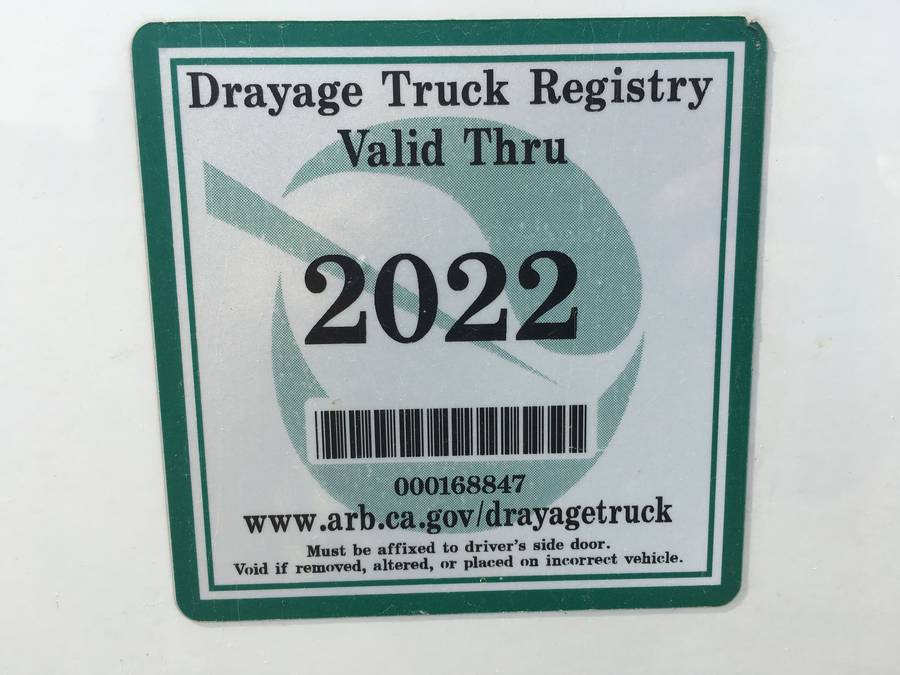 Drayage Truck Registry
Valid Thru
2022
000168847
www.arb.ca.gov/drayagetruck
Must be affixed to driver's side door.
Void if removed, altered, or placed on incorrect vehicle.